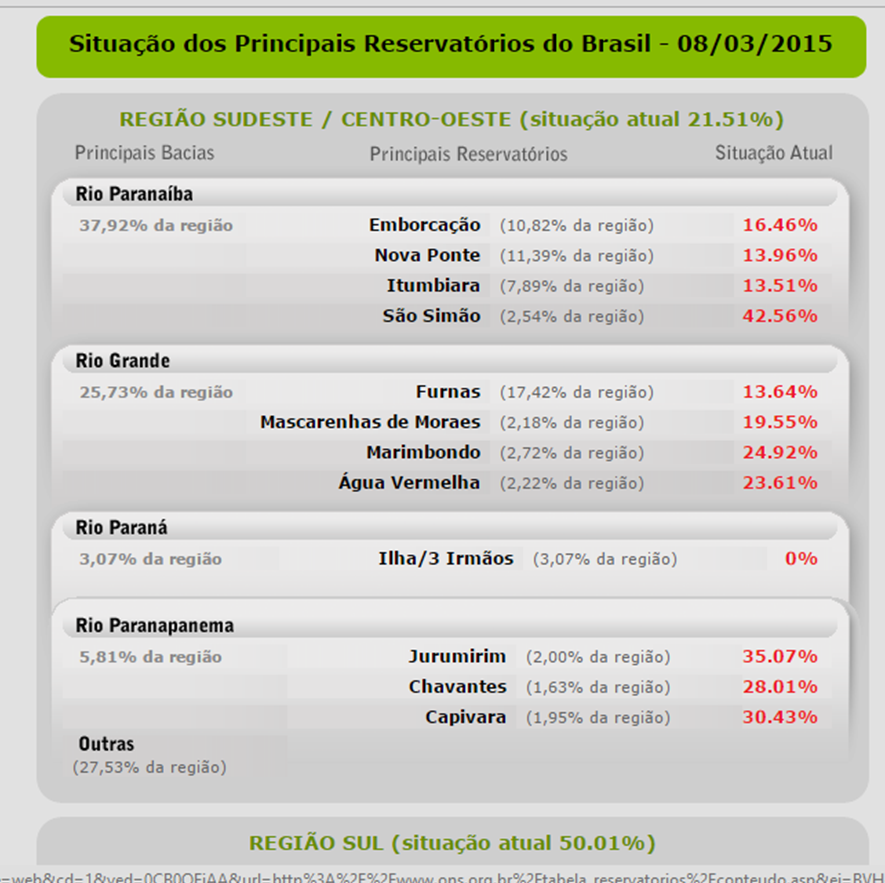 Situação dos Principais Reservatórios do Brasil - 08/03/2015
REGIÃO SUDESTE / CENTRO-OESTE (situação atual 21.51%)
Principais Bacias Principais Reservatórios Situação Atual
Rio Paranaíba
37,92% da região Emborcação (10,82% da região) 16.46%
Nova Ponte (11,39% da região) 13.96%
Itumbiara (7,89% da região) 13.51%
São Simão (2,54% da região) 42.56%
Rio Grande
25,73% da região Furnas (17,42% da região) 13.64%
Mascarenhas de Moraes (2,18% da região) 19.55%
Marimbondo (2,72% da região) 24.92%
Água Vermelha (2,22% da região) 23.61%
Rio Paraná
3,07% da região Ilha/3 Irmãos (3,07% da região) 0%
Rio Paranapanema
5,81% da região Jurumirim (2,00% da região) 35.07%
Chavantes (1,63% da região) 28.01%
Capivara (1,95% da região) 30.43%
Outras
(27,53% da região)
REGIÃO SUL (situação atual 50.01%)